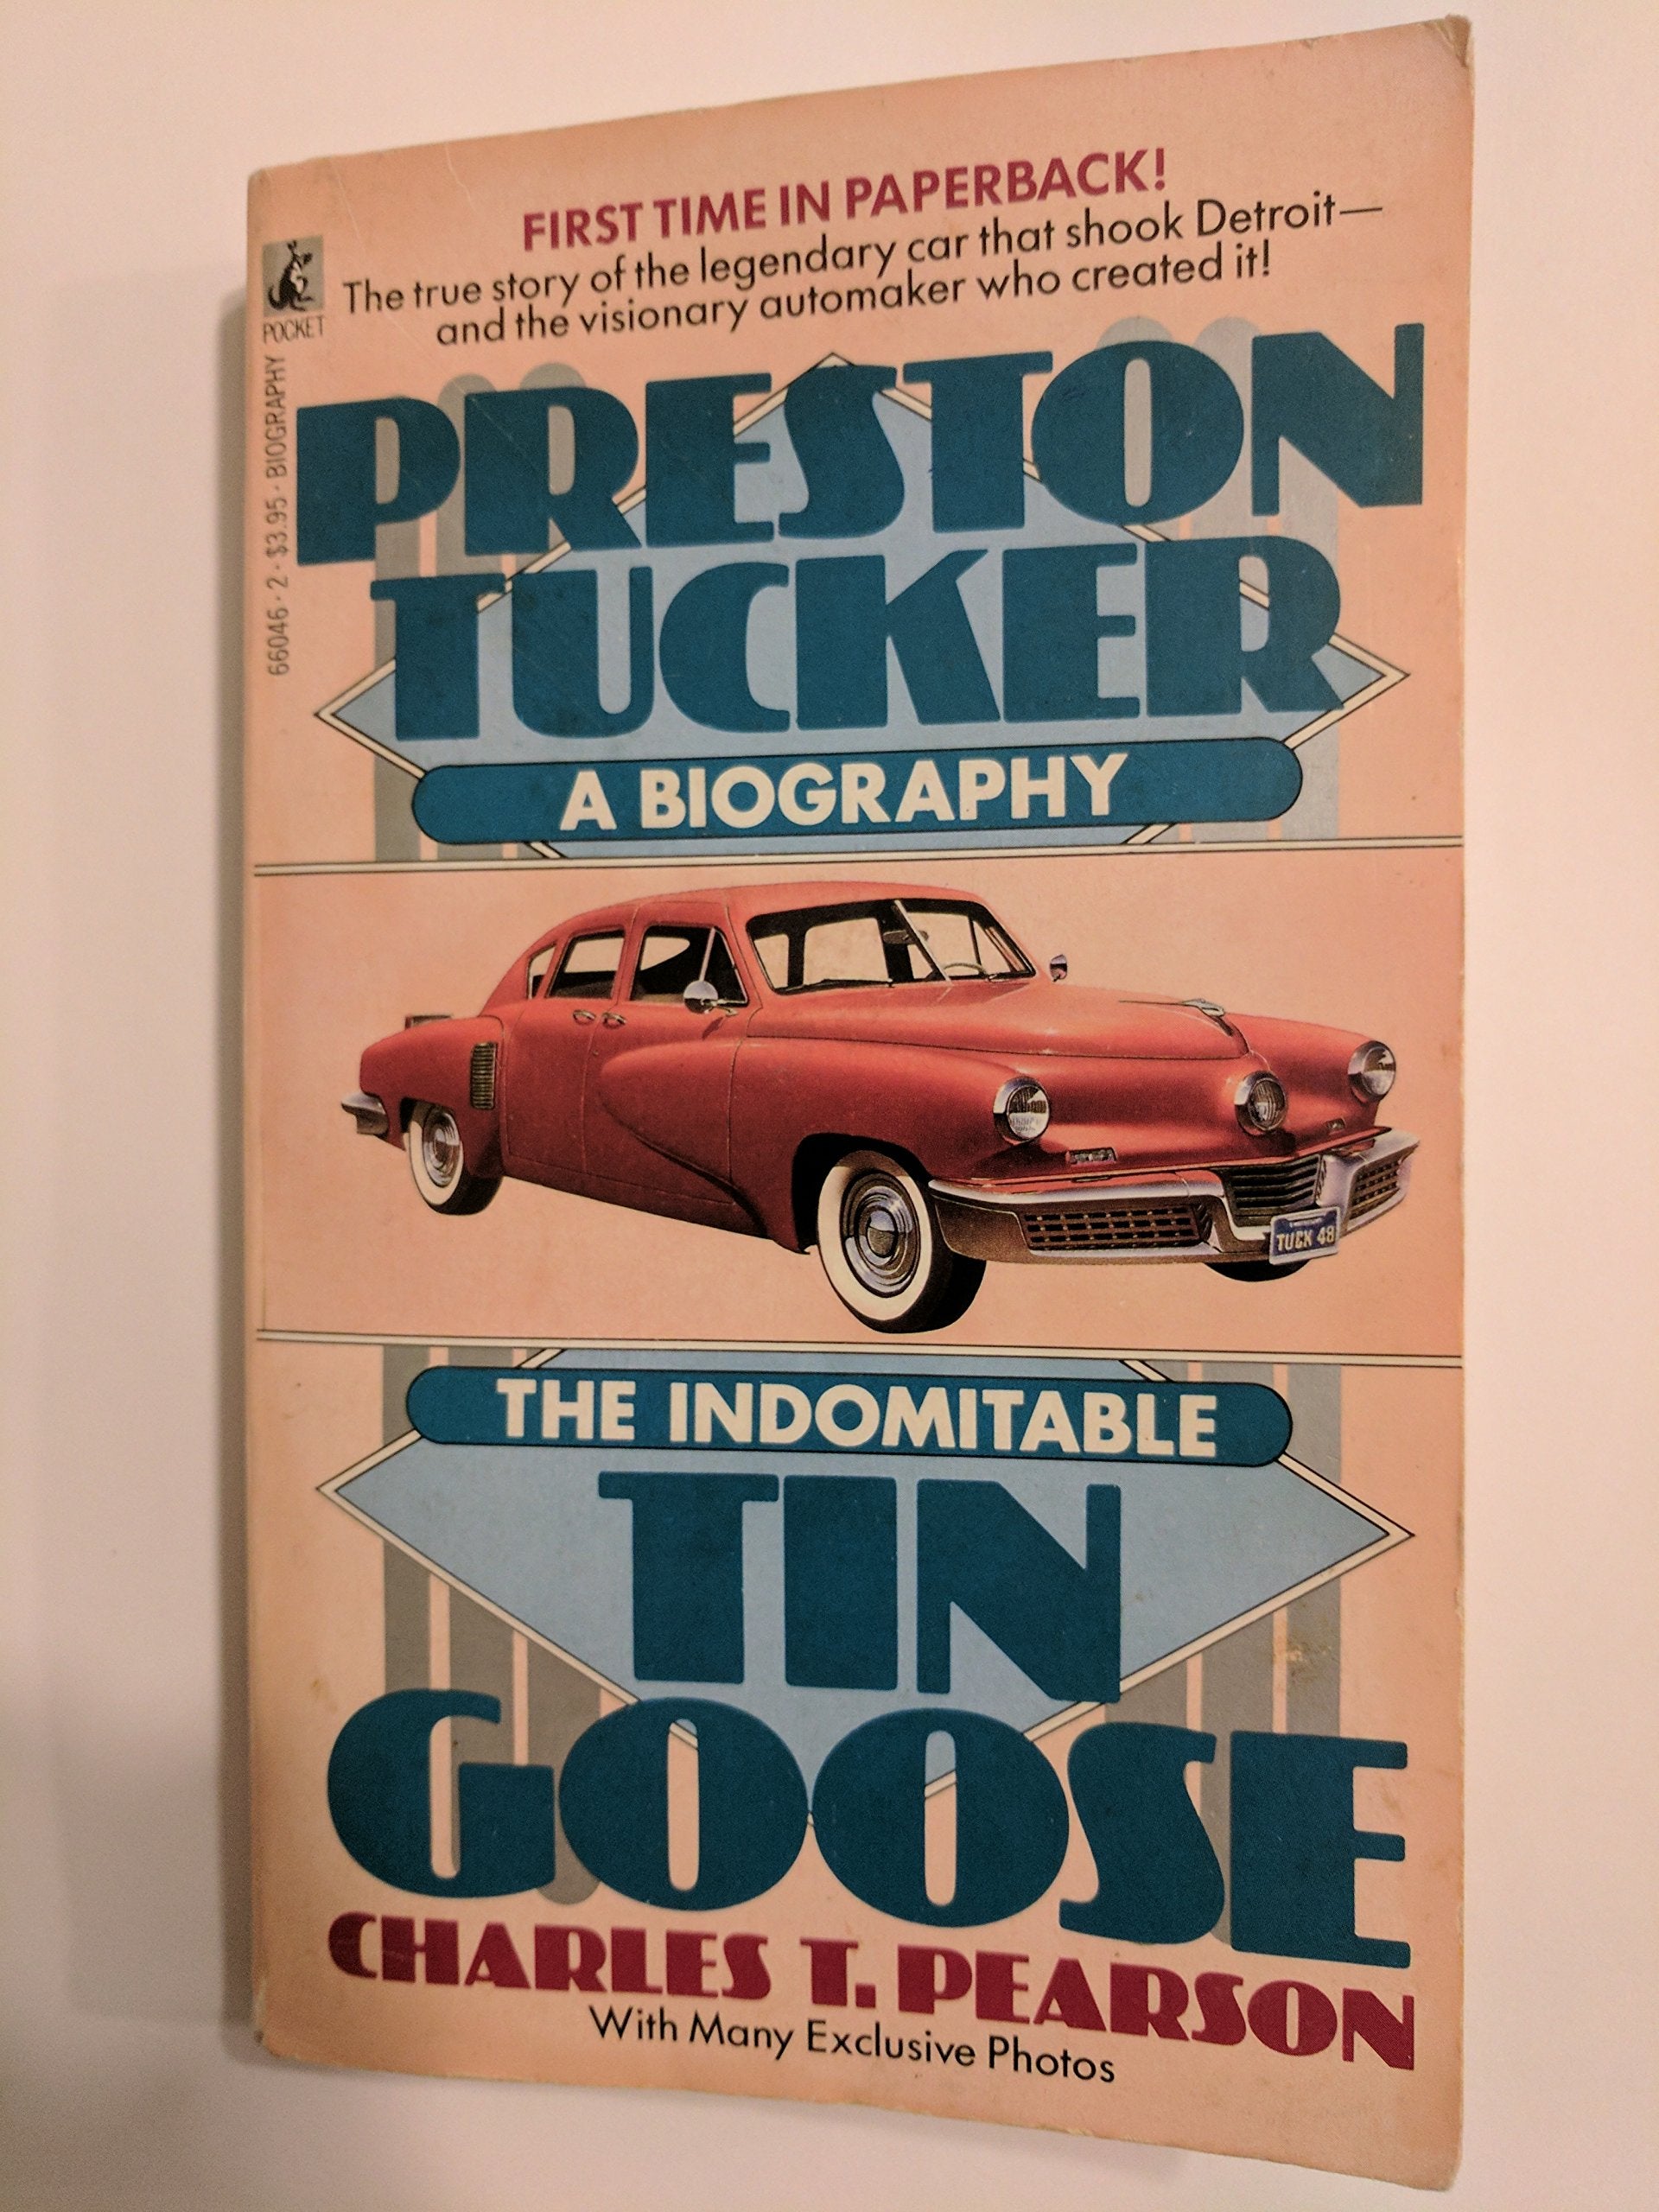 FIRST TIME IN PAPERBACK!
The true story of the legendary car that shook Detroit—
and the visionary automaker who created it!
POCKET
66046·2·$3.95·BIOGRAPHY
PRESTON
TUCKER
A BIOGRAPHY
TUCK 48
THE INDOMITABLE
TIN
GOOSE
CHARLES T. PEARSON
With Many Exclusive Photos